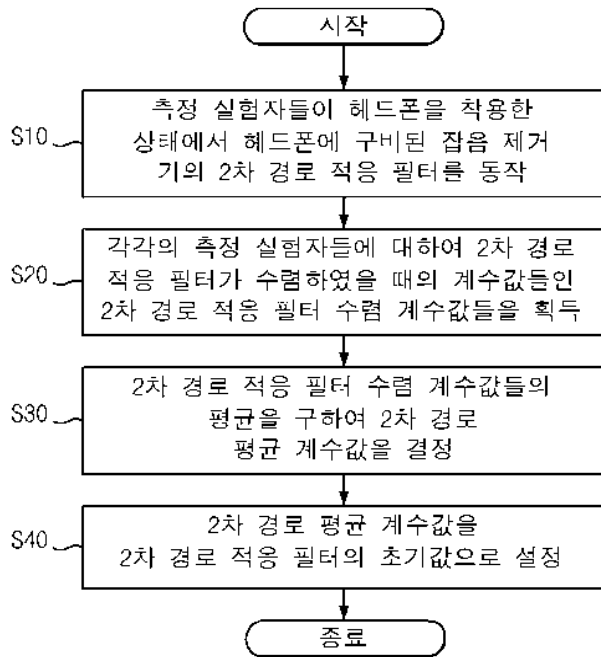 시작
S10
측정 실험자들이 헤드폰을 착용한
상태에서 헤드폰에 구비된 잡음 제거
기의 2차 경로 적응 필터를 동작
S20
각각의 측정 실험자들에 대하여 2차 경로
적응 필터가 수렴하였을 때의 계수값들인
2차 경로 적응 필터 수렴 계수값들을 획득
S30
2차 경로 적응 필터 수렴 계수값들의
평균을 구하여 2차 경로
평균 계수값을 결정
S40
2차 경로 평균 계수값을
2차 경로 적응 필터의 초기값으로 설정
종료